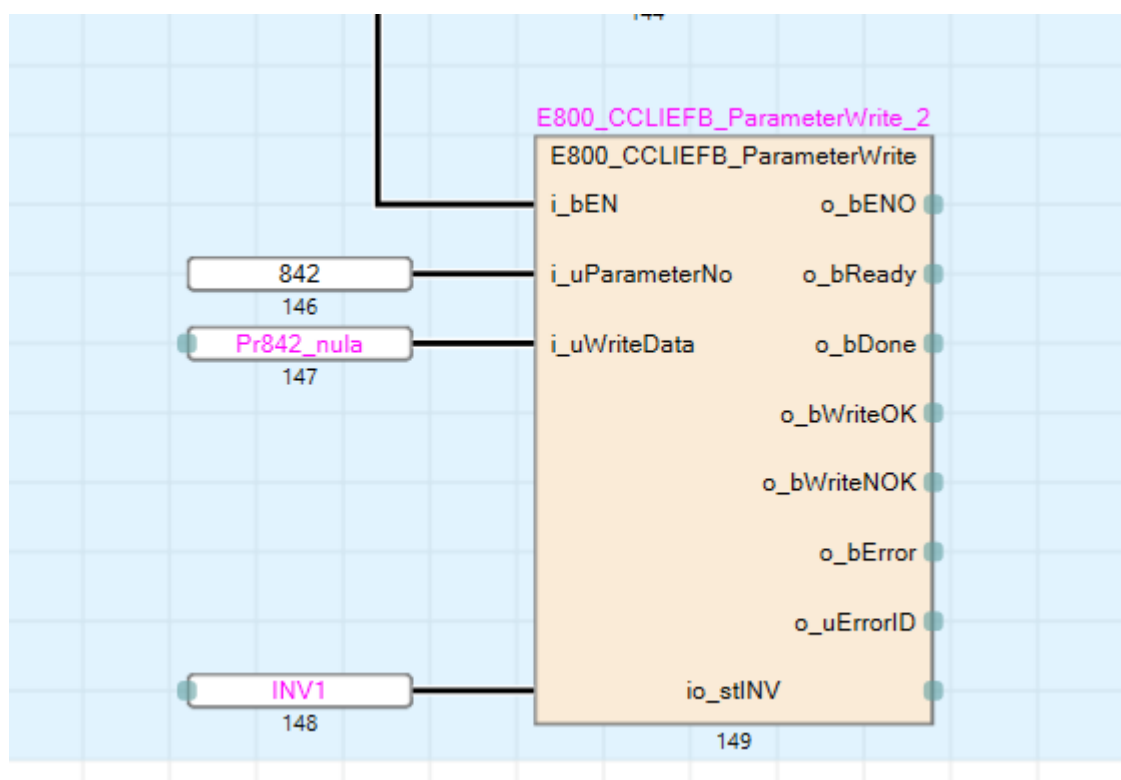 E800_CCLIEFB_ParameterWrite_2
E800_CCLIEFB_ParameterWrite
i_bEN o_bENO
842 i_uParameterNo o_bReady
146
Pr842_nula i_uWriteData o_bDone
147
o_bWriteOK
o_bWriteNOK
o_bError
o_uErrorID
INV1 io_stINV
148
149